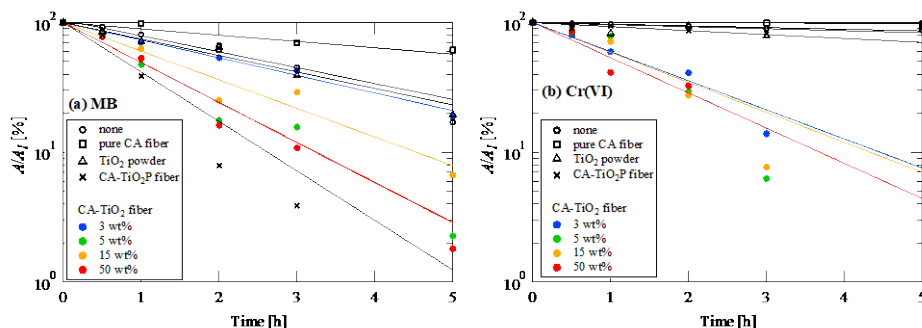 10²
10¹
10⁰
A/A_I [%]
(a) MB
none
pure CA fiber
TiO₂ powder
CA-TiO₂P fiber
CA-TiO₂ fiber
3 wt%
5 wt%
15 wt%
50 wt%
0 1 2 3 4 5
Time [h]
10²
10¹
10⁰
A/A_I [%]
(b) Cr(VI)
none
pure CA fiber
TiO₂ powder
CA-TiO₂P fiber
CA-TiO₂ fiber
3 wt%
5 wt%
15 wt%
50 wt%
0 1 2 3 4 5
Time [h]